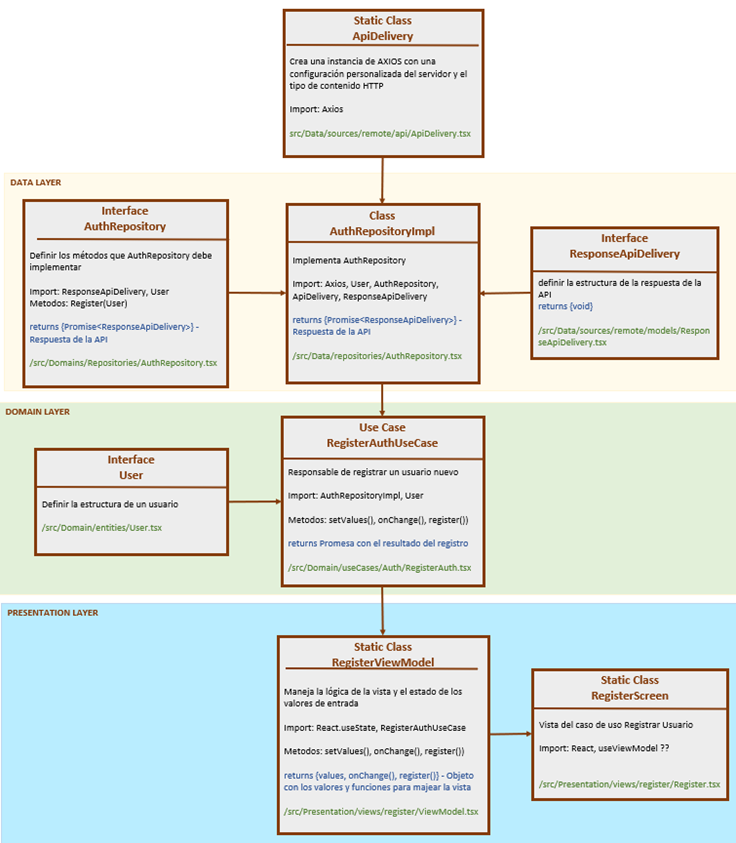 Static Class
ApiDelivery
Crea una instancia de AXIOS con una
configuración personalizada del servidor y el
tipo de contenido HTTP
Import: Axios
src/Data/sources/remote/api/ApiDelivery.tsx
DATA LAYER
Interface
AuthRepository
Definir los métodos que AuthRepository debe
implementar
Import: ResponseApiDelivery, User
Metodos: Register(User)
returns {Promise<ResponseApiDelivery>} -
Respuesta de la API
/src/Domains/Repositories/AuthRepository.tsx
Class
AuthRepositoryImpl
Implementa AuthRepository
Import: Axios, User, AuthRepository,
ApiDelivery, ResponseApiDelivery
returns {Promise<ResponseApiDelivery>} -
Respuesta de la API
/src/Data/repositories/AuthRepository.tsx
Interface
ResponseApiDelivery
definir la estructura de la respuesta de la
API
returns {void}
/src/Data/sources/remote/models/Respon
seApiDelivery.tsx
DOMAIN LAYER
Interface
User
Definir la estructura de un usuario
/src/Domain/entities/User.tsx
Use Case
RegisterAuthUseCase
Responsable de registrar un usuario nuevo
Import: AuthRepositoryImpl, User
Metodos: setValues(), onChange(), register())
returns Promesa con el resultado del registro
/src/Domain/useCases/Auth/RegisterAuth.tsx
PRESENTATION LAYER
Static Class
RegisterViewModel
Maneja la lógica de la vista y el estado de los
valores de entrada
Import: React.useState, RegisterAuthUseCase
Metodos: setValues(), onChange(), register())
returns {values, onChange(), register()} - Objeto
con los valores y funciones para majear la vista
/src/Presentation/views/register/ViewModel.tsx
Static Class
RegisterScreen
Vista del caso de uso Registrar Usuario
Import: React, useViewModel ??
/src/Presentation/views/register/Register.tsx